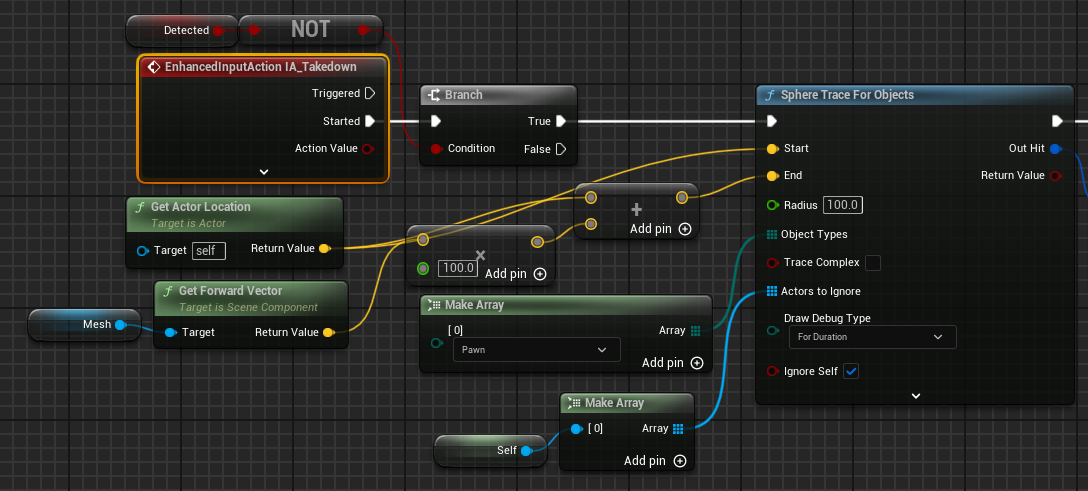 Detected
NOT
EnhancedInputAction IA_Takedown
Triggered
Started
Action Value
Branch
True
Condition
False
Sphere Trace For Objects
Start
Out Hit
End
Return Value
Radius
100.0
Object Types
Trace Complex
Actors to Ignore
Draw Debug Type
For Duration
Ignore Self
Get Actor Location
Target is Actor
Target
self
Return Value
+
Add pin
×
100.0
Add pin
Get Forward Vector
Target is Scene Component
Mesh
Target
Return Value
Make Array
[ 0]
Array
Pawn
Add pin
Make Array
[ 0]
Array
Self
Add pin